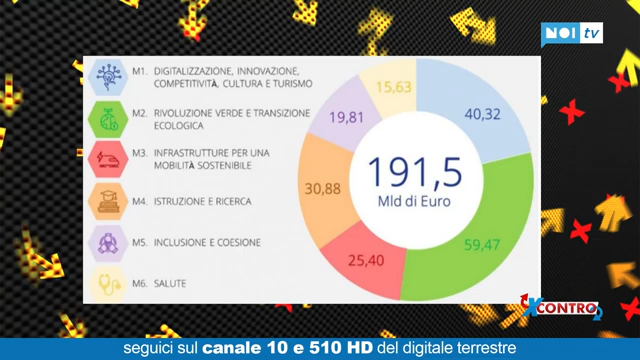 NOI tv
M1. DIGITALIZZAZIONE, INNOVAZIONE,
COMPETITIVITÀ, CULTURA E TURISMO
M2. RIVOLUZIONE VERDE E TRANSIZIONE
ECOLOGICA
M3. INFRASTRUTTURE PER UNA
MOBILITÀ SOSTENIBILE
M4. ISTRUZIONE E RICERCA
M5. INCLUSIONE E COESIONE
M6. SALUTE
15,63
40,32
19,81
191,5
Mld di Euro
30,88
59,47
25,40
XCONTRO
seguici sul canale 10 e 510 HD del digitale terrestre